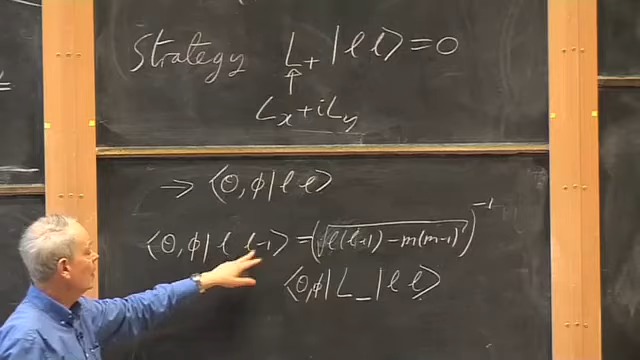 Strategy L₊ |ℓ ℓ⟩ = 0
↑
Lₓ + iL_y
→ ⟨θ, φ | ℓ ℓ⟩
⟨θ, φ | ℓ ℓ-1⟩ = (√(ℓ(ℓ+1) - m(m-1)))⁻¹
⟨θ, φ | L₋ | ℓ ℓ⟩